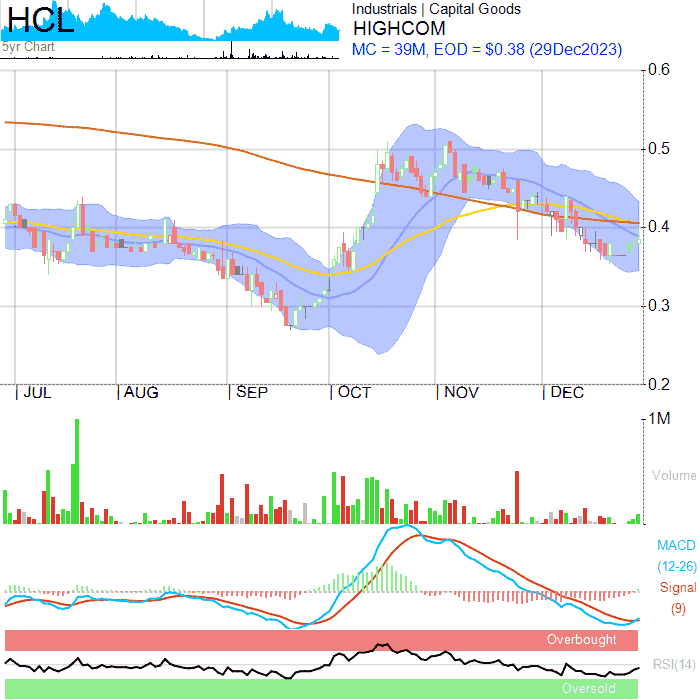 HCL
5yr Chart
Industrials | Capital Goods
HIGHCOM
MC = 39M, EOD = $0.38 (29Dec2023)
0.6
0.5
0.4
0.3
0.2
JUL
AUG
SEP
OCT
NOV
DEC
1M
Volume
MACD
(12-26)
Signal
(9)
Overbought
RSI(14)
Oversold